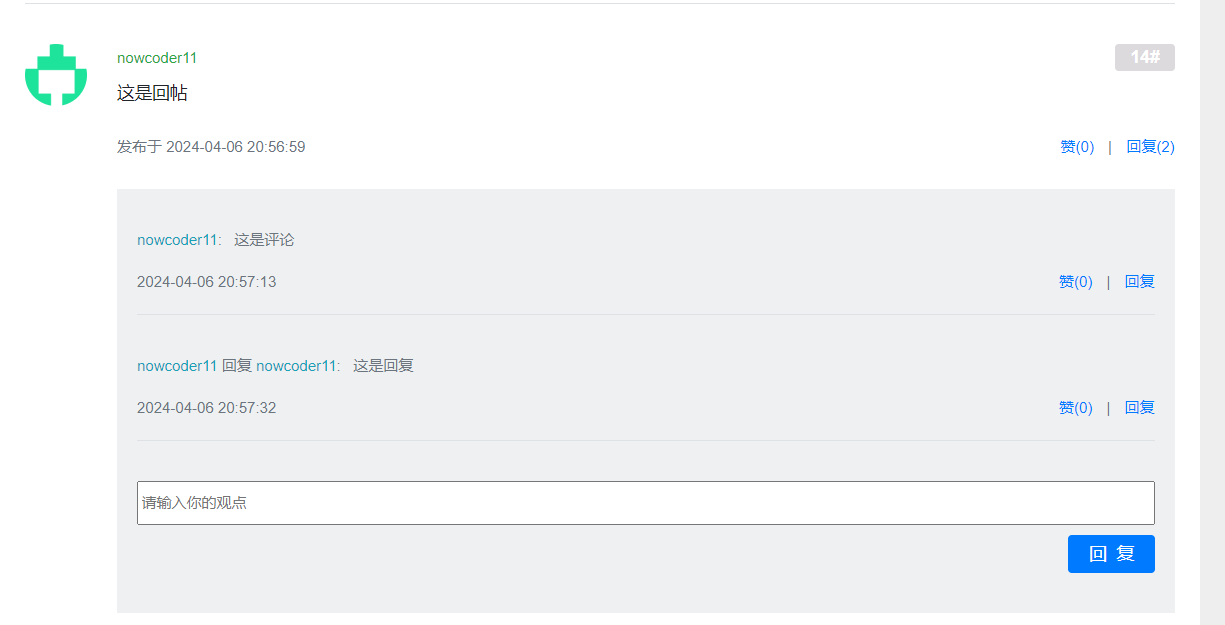 nowcoder11 14#
这是回帖
发布于 2024-04-06 20:56:59 赞(0) | 回复(2)
nowcoder11: 这是评论
2024-04-06 20:57:13 赞(0) | 回复
nowcoder11 回复 nowcoder11: 这是回复
2024-04-06 20:57:32 赞(0) | 回复
请输入你的观点
回 复